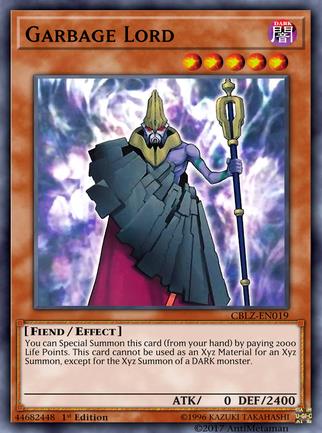 Garbage Lord
DARK
闇
CBLZ-EN019
[Fiend / Effect]
You can Special Summon this card (from your hand) by paying 2000
Life Points. This card cannot be used as an Xyz Material for an Xyz
Summon, except for the Xyz Summon of a DARK monster.
ATK/ 0 DEF/2400
44682448 1st Edition ©1996 KAZUKI TAKAHASHI
©2017 AntiMetaman